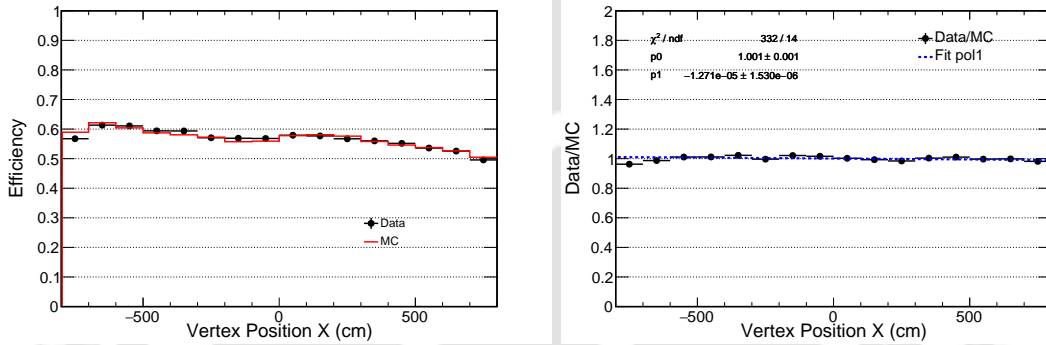 1
0.9
0.8
0.7
0.6
0.5
0.4
0.3
0.2
0.1
0
Efficiency
Data
MC
−500 0 500
Vertex Position X (cm)
2
1.8
1.6
1.4
1.2
1
0.8
0.6
0.4
0.2
0
Data/MC
χ² / ndf 332 / 14
p0 1.001 ± 0.001
p1 −1.271e−05 ± 1.530e−06
Data/MC
Fit pol1
−500 0 500
Vertex Position X (cm)